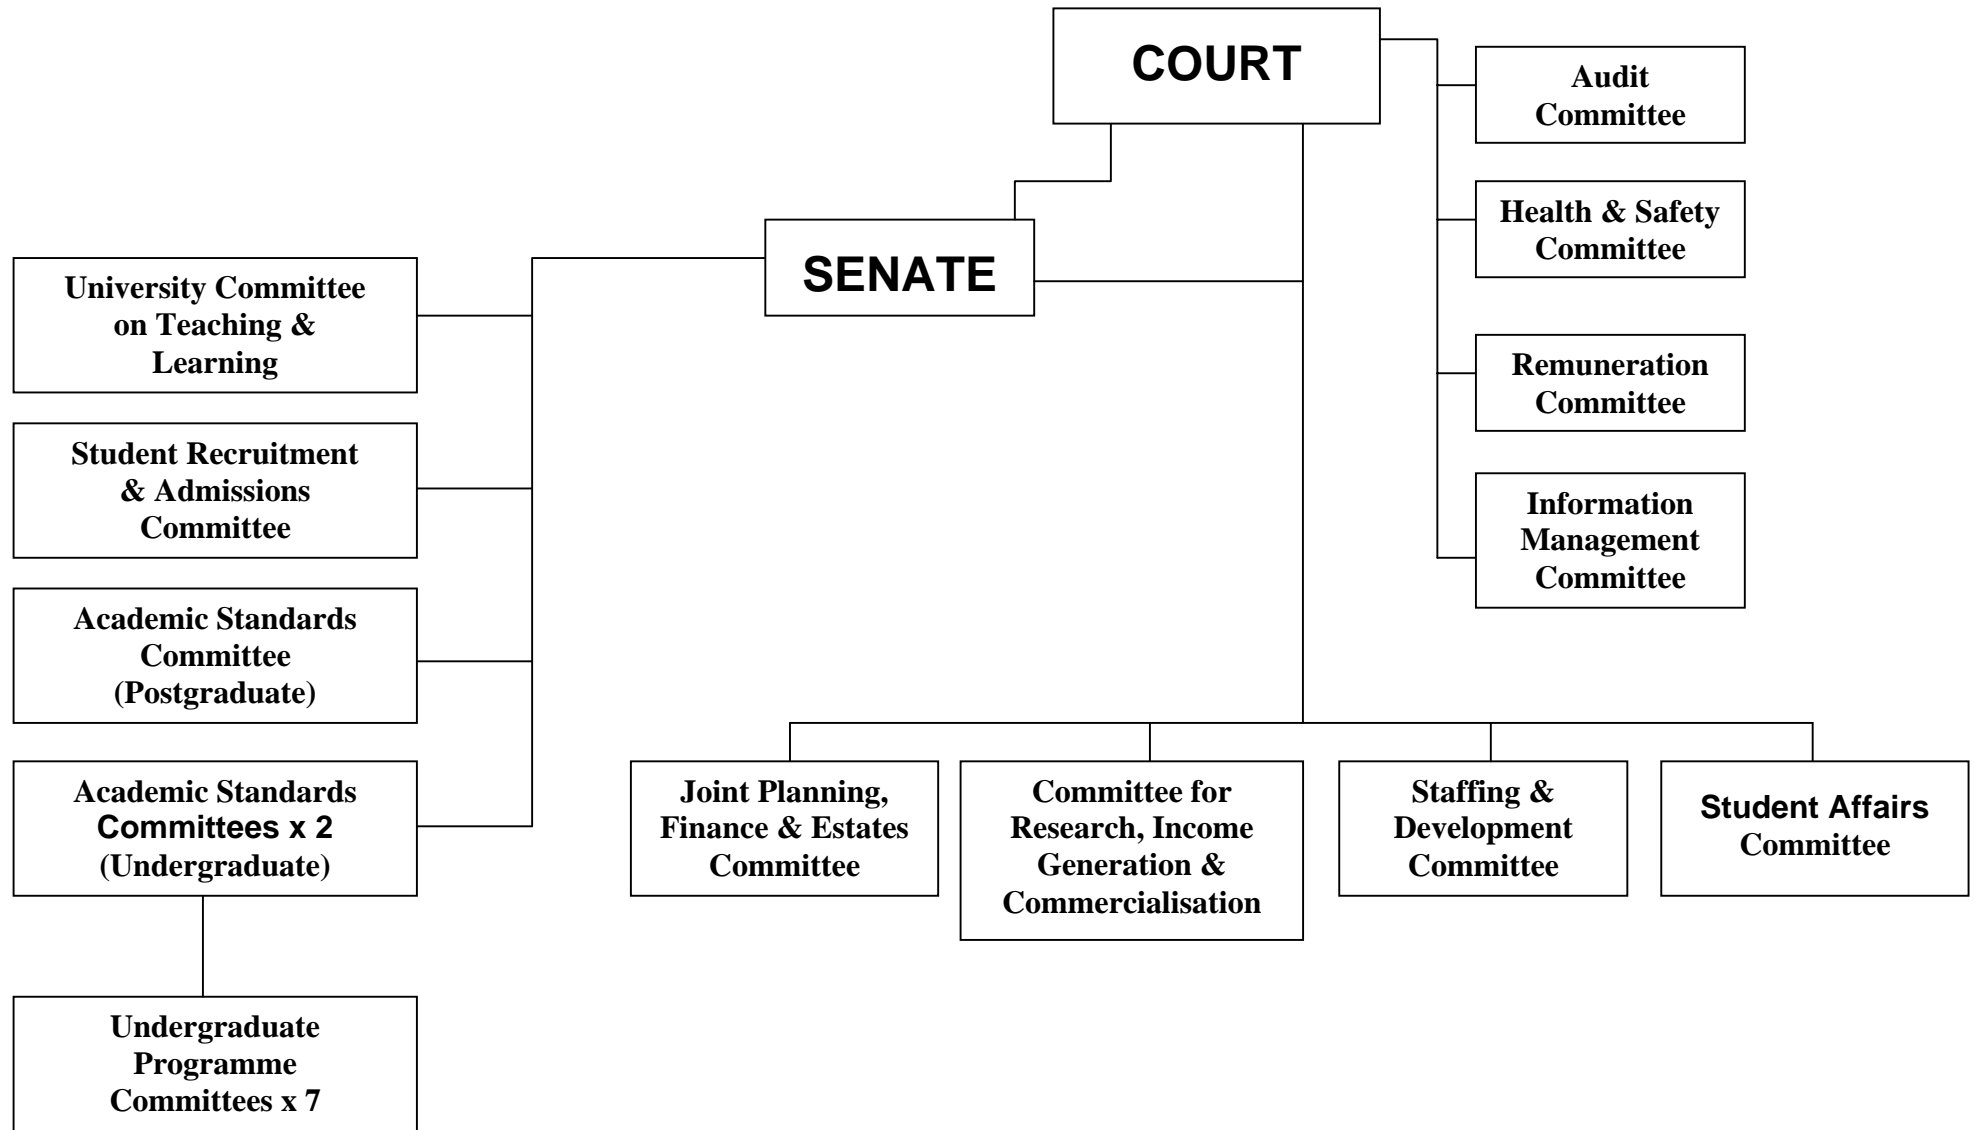 COURT
Audit
Committee
Health & Safety
Committee
SENATE
University Committee
on Teaching &
Learning
Remuneration
Committee
Student Recruitment
& Admissions
Committee
Information
Management
Committee
Academic Standards
Committee
(Postgraduate)
Academic Standards
Committees x 2
(Undergraduate)
Joint Planning,
Finance & Estates
Committee
Committee for
Research, Income
Generation &
Commercialisation
Staffing &
Development
Committee
Student Affairs
Committee
Undergraduate
Programme
Committees x 7